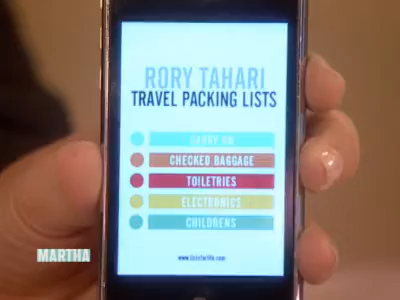 RORY TAHARI
TRAVEL PACKING LISTS
CARRY ON
CHECKED BAGGAGE
TOILETRIES
ELECTRONICS
CHILDRENS
MARTHA